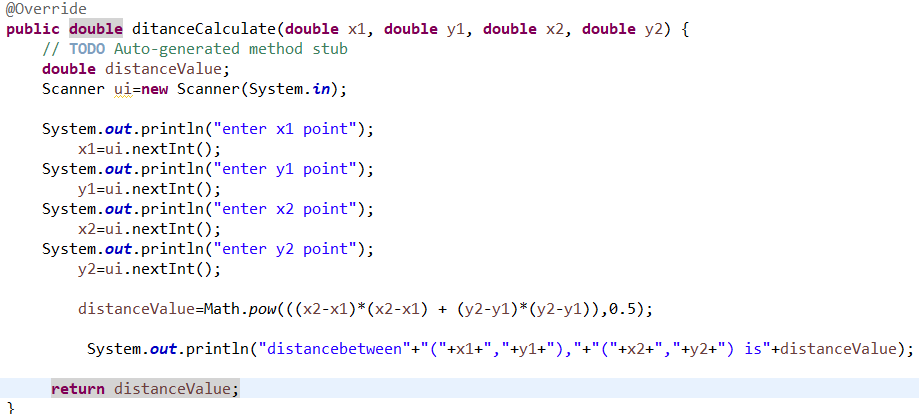 @Override
public double ditanceCalculate(double x1, double y1, double x2, double y2) {
    // TODO Auto-generated method stub
    double distanceValue;
    Scanner ui=new Scanner(System.in);

    System.out.println("enter x1 point");
        x1=ui.nextInt();
    System.out.println("enter y1 point");
        y1=ui.nextInt();
    System.out.println("enter x2 point");
        x2=ui.nextInt();
    System.out.println("enter y2 point");
        y2=ui.nextInt();

        distanceValue=Math.pow(((x2-x1)*(x2-x1) + (y2-y1)*(y2-y1)),0.5);

         System.out.println("distancebetween"+"("+x1+","+y1+"),"+"("+x2+","+y2+") is"+distanceValue);

     return distanceValue;
}